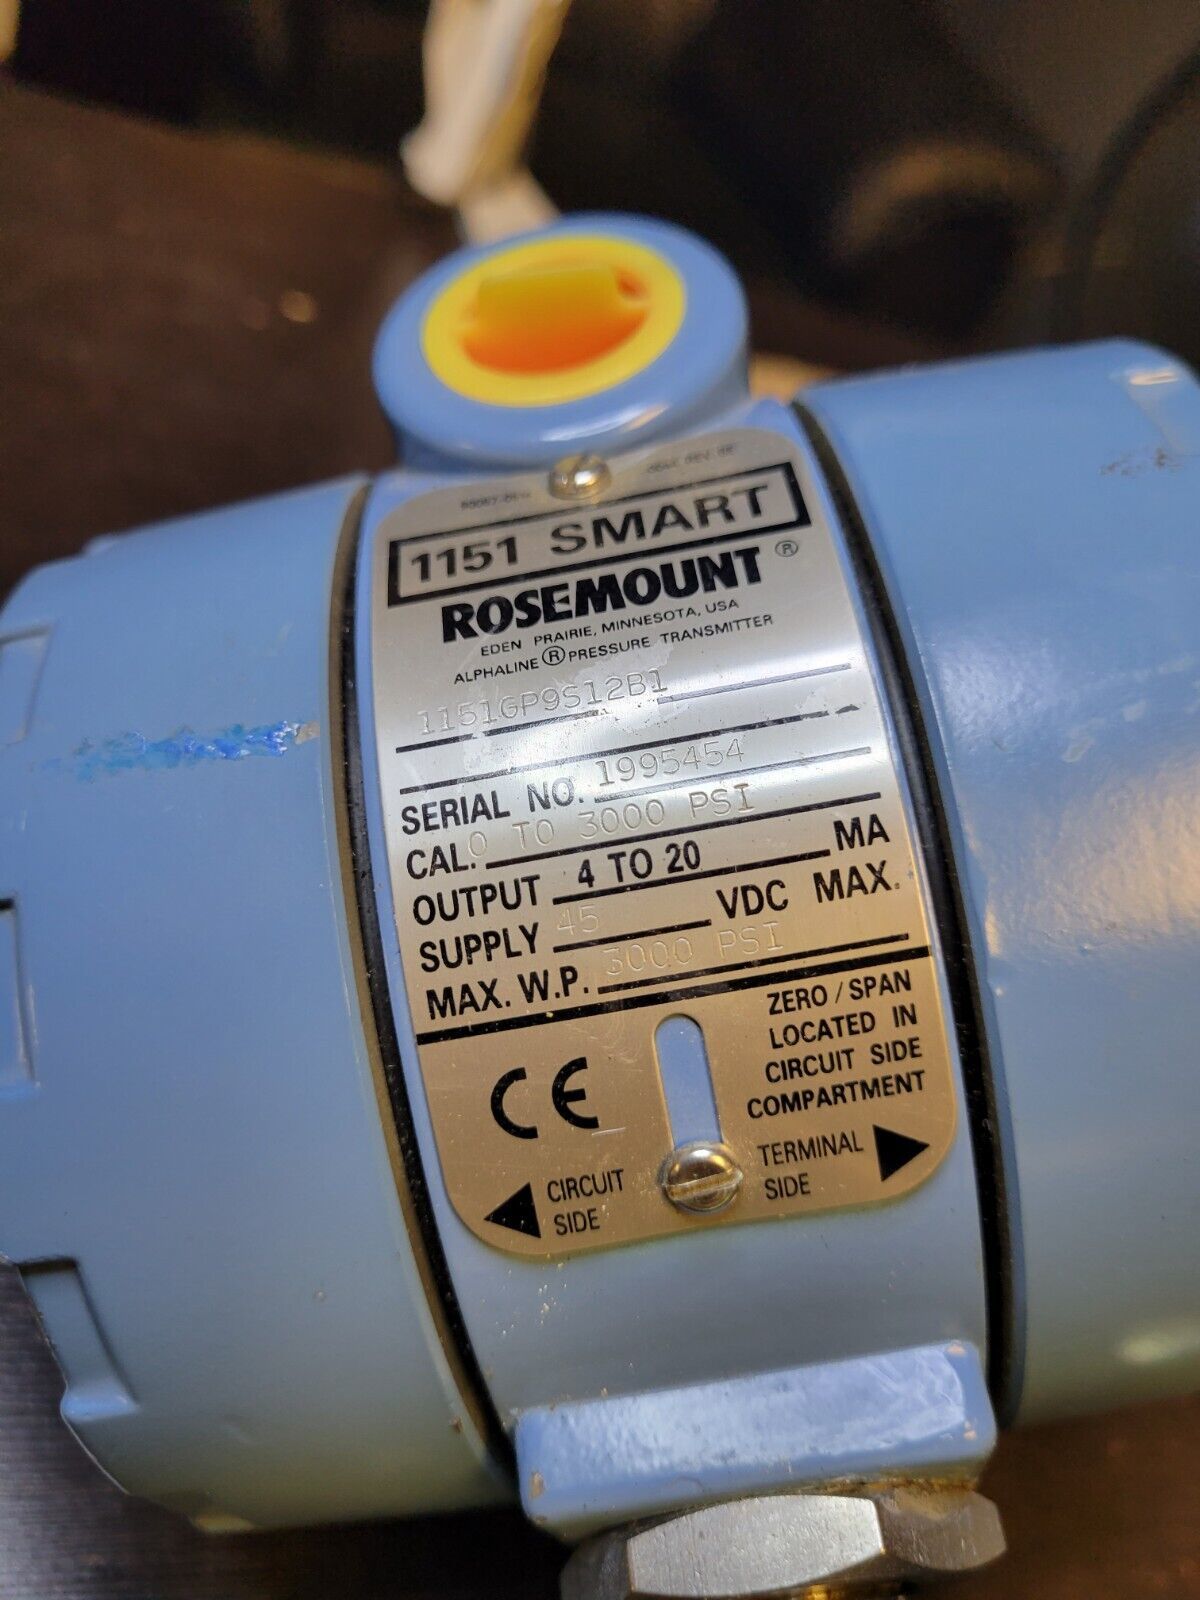 1151 SMART
ROSEMOUNT ®
EDEN PRAIRIE, MINNESOTA, USA
ALPHALINE ® PRESSURE TRANSMITTER
1151GP9S12B1
SERIAL NO. 1995454
CAL. 0 TO 3000 PSI
OUTPUT 4 TO 20 MA
SUPPLY 45 VDC MAX.
MAX. W.P. 3000 PSI
ZERO / SPAN
LOCATED IN
CIRCUIT SIDE
COMPARTMENT
CE
CIRCUIT
SIDE
TERMINAL
SIDE